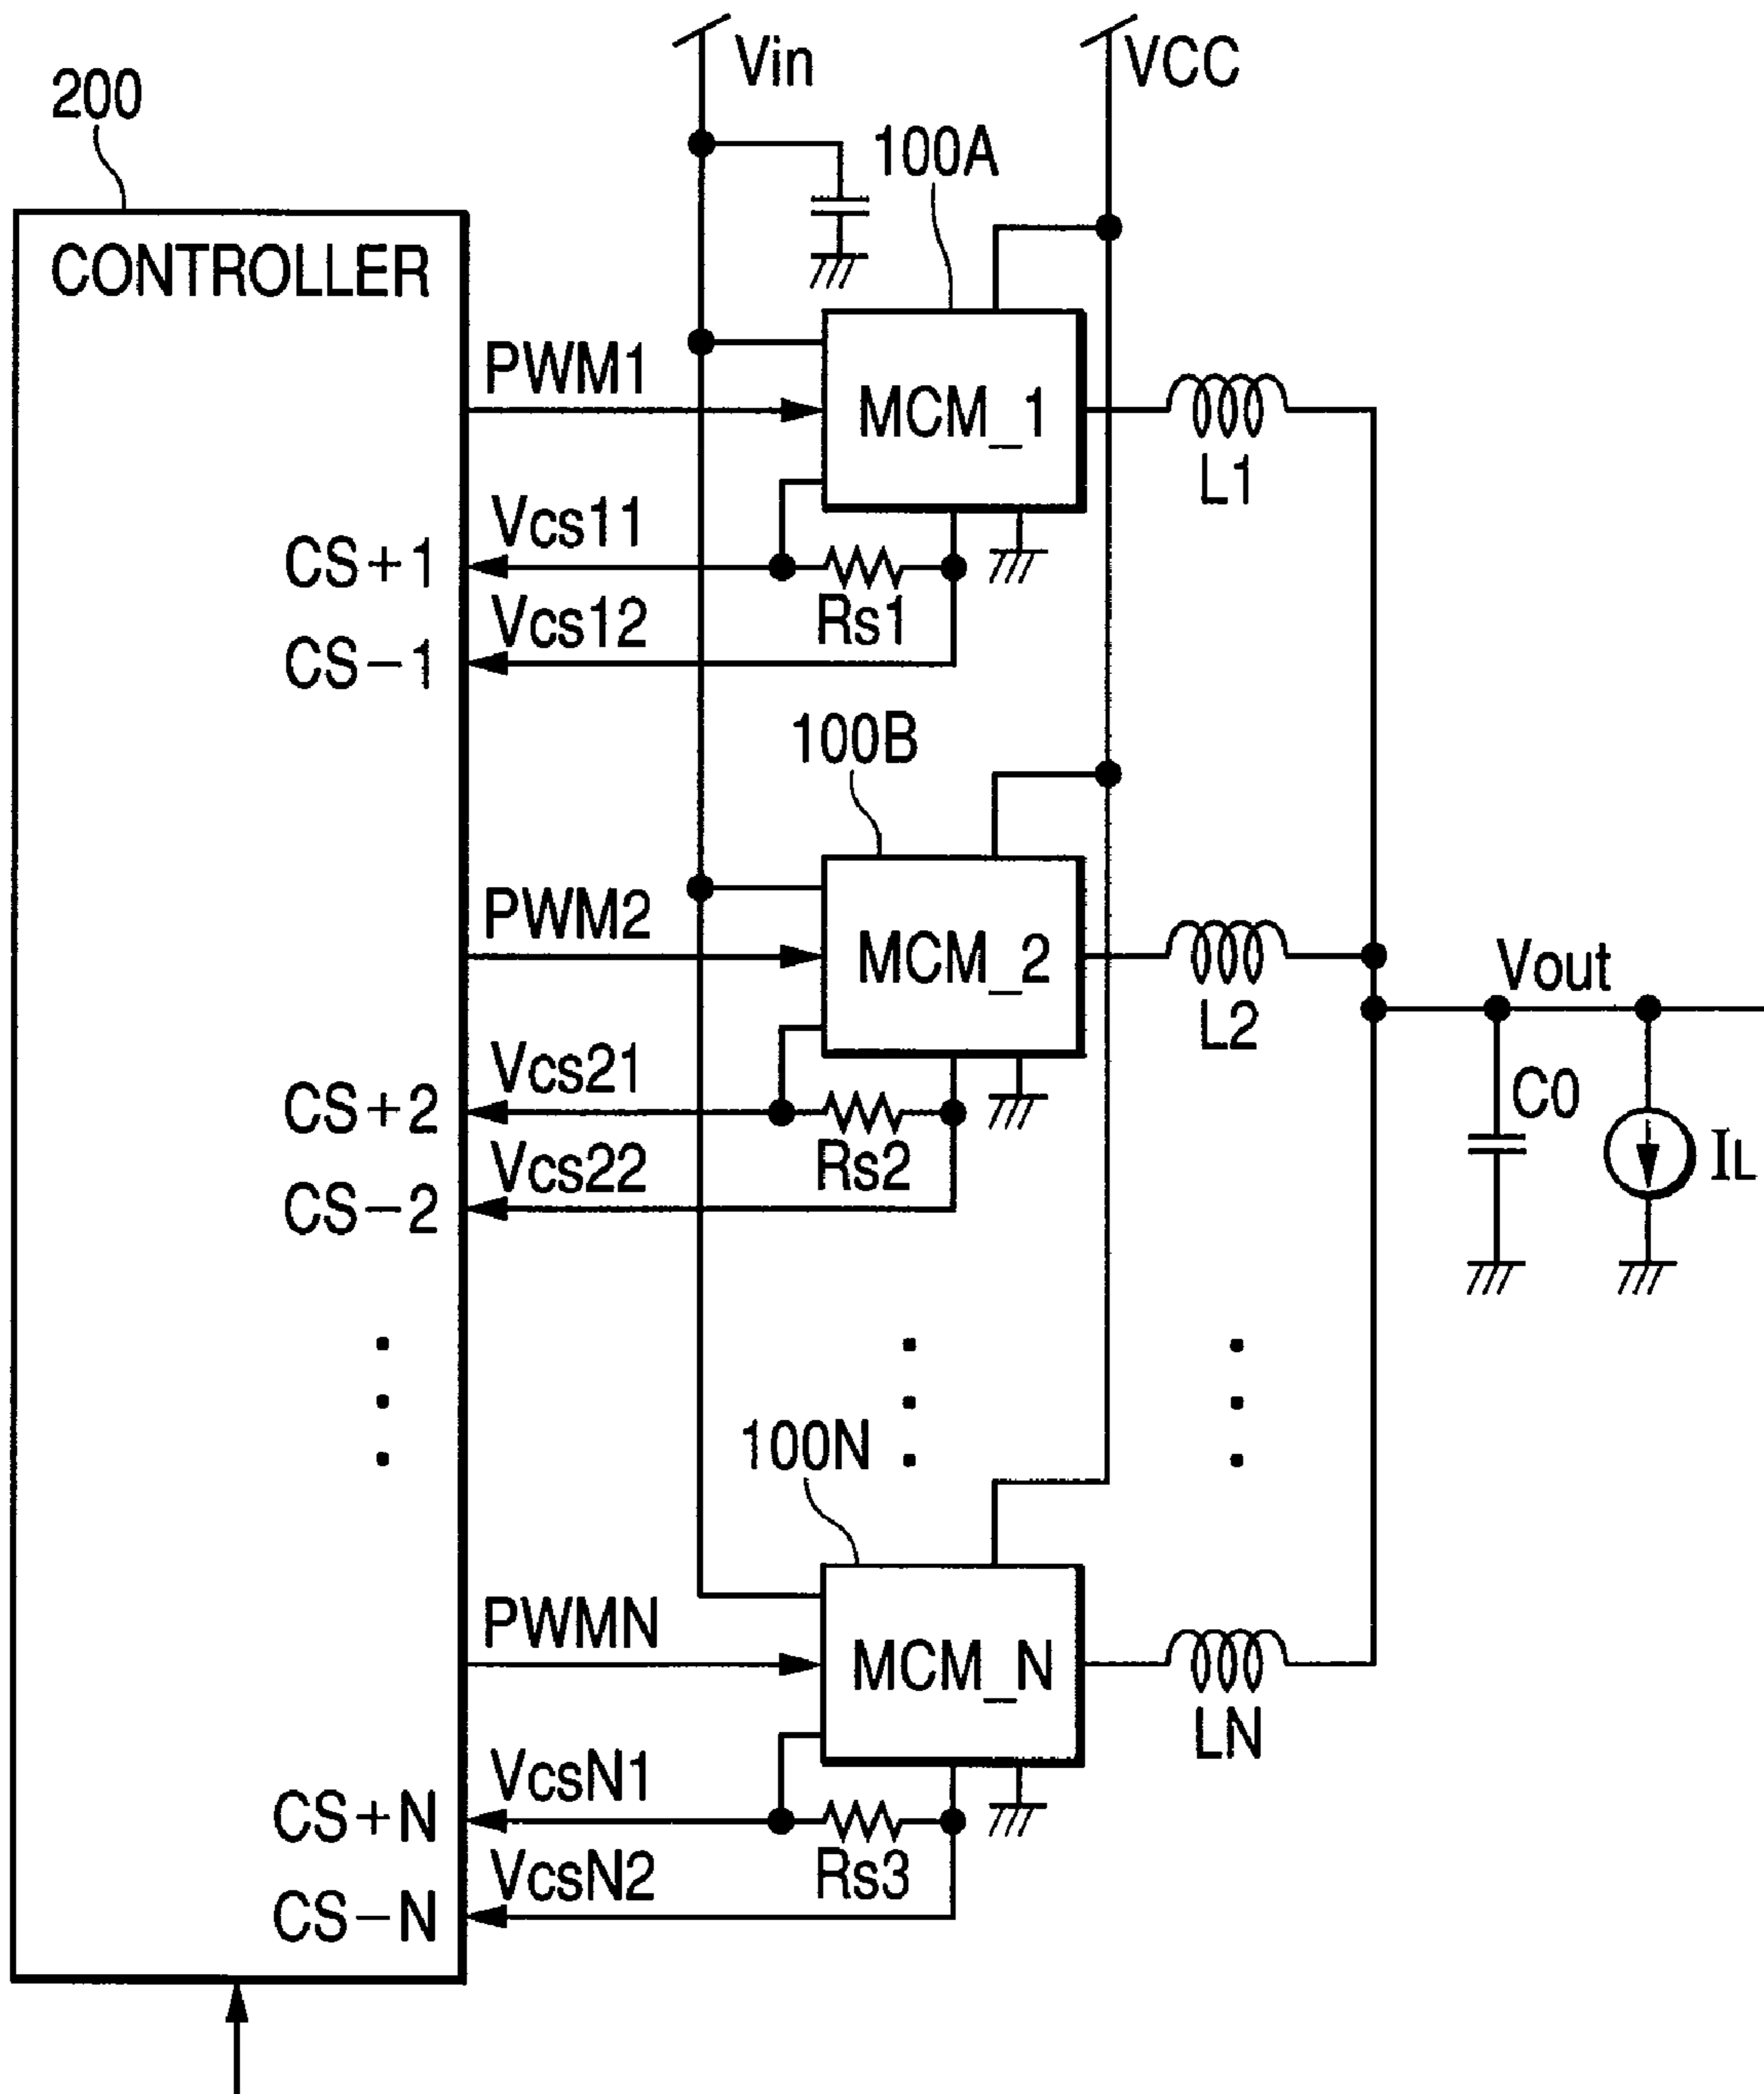 Vin
VCC
200
100A
CONTROLLER
PWM1
MCM_1
L1
Vcs11
CS+1
Rs1
Vcs12
CS-1
100B
PWM2
MCM_2
L2
Vout
Vcs21
CS+2
C0
Rs2
IL
Vcs22
CS-2
100N
PWMN
MCM_N
LN
VcsN1
CS+N
Rs3
VcsN2
CS-N